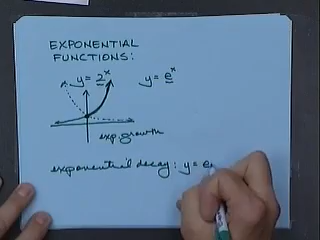 EXPONENTIAL
FUNCTIONS:
y = 2^x    y = e^x
exp. growth
exponential decay: y = e